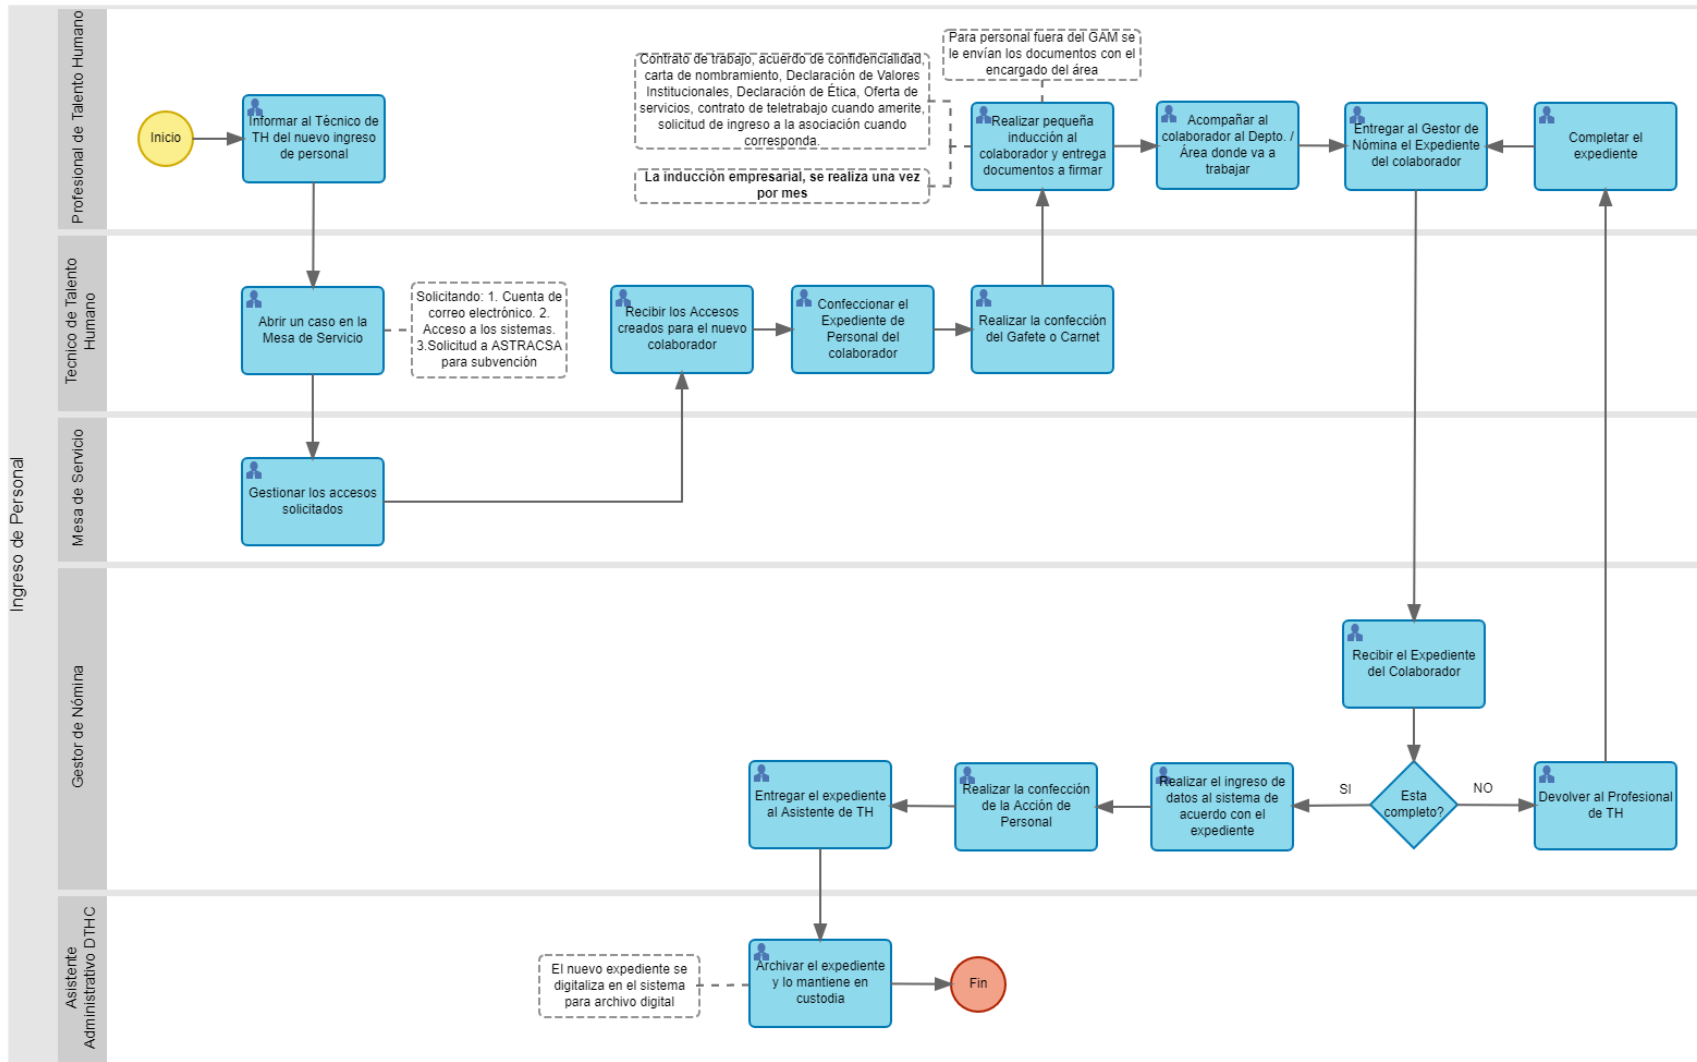 Ingreso de Personal
Profesional de Talento Humano
Inicio
Informar al Técnico de
TH del nuevo ingreso
de personal
Contrato de trabajo, acuerdo de confidencialidad,
carta de nombramiento, Declaración de Valores
Institucionales, Declaración de Ética, Oferta de
servicios, contrato de teletrabajo cuando amerite,
solicitud de ingreso a la asociación cuando
corresponda.
La inducción empresarial, se realiza una vez
por mes
Para personal fuera del GAM se
le envían los documentos con el
encargado del área
Realizar pequeña
inducción al
colaborador y entrega
documentos a firmar
Acompañar al
colaborador al Depto. /
Área donde va a
trabajar
Entregar al Gestor de
Nómina el Expediente
del colaborador
Completar el
expediente
Tecnico de Talento
Humano
Abrir un caso en la
Mesa de Servicio
Solicitando: 1. Cuenta de
correo electrónico. 2.
Acceso a los sistemas.
3.Solicitud a ASTRACSA
para subvención
Recibir los Accesos
creados para el nuevo
colaborador
Confeccionar el
Expediente de
Personal del
colaborador
Realizar la confección
del Gafete o Carnet
Mesa de Servicio
Gestionar los accesos
solicitados
Gestor de Nómina
Recibir el Expediente
del Colaborador
Esta
completo?
SI
NO
Devolver al Profesional
de TH
Realizar el ingreso de
datos al sistema de
acuerdo con el
expediente
Realizar la confección
de la Acción de
Personal
Entregar el expediente
al Asistente de TH
Asistente
Administrativo DTHC
El nuevo expediente se
digitaliza en el sistema
para archivo digital
Archivar el expediente
y lo mantiene en
custodia
Fin